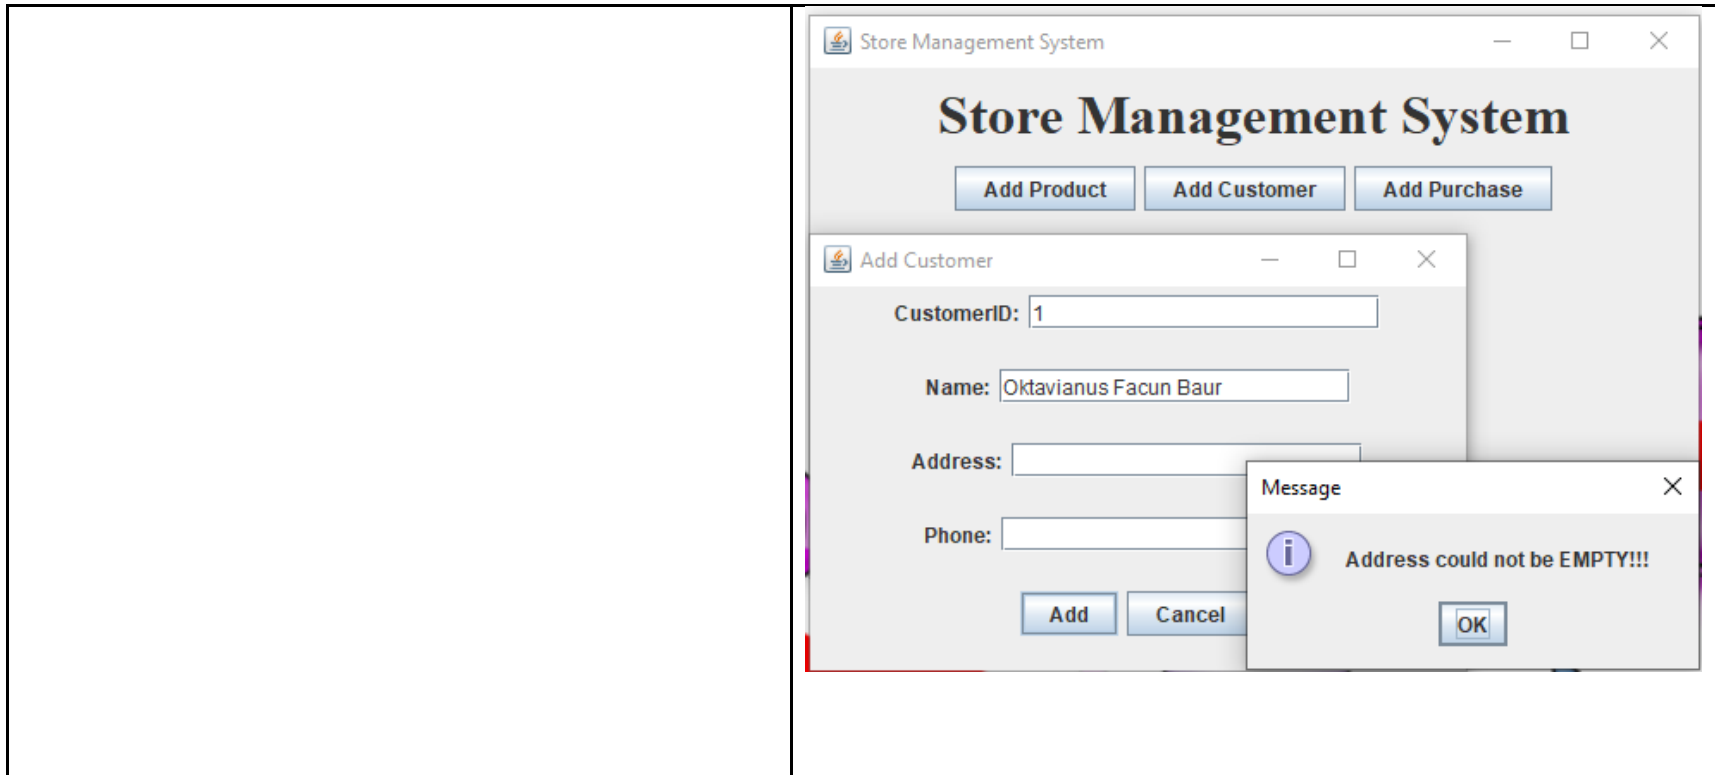 Store Management System
Store Management System
Add Product Add Customer Add Purchase
Add Customer
CustomerID: 1
Name: Oktavianus Facun Baur
Address:
Message
Phone:
i Address could not be EMPTY!!!
Add Cancel
OK